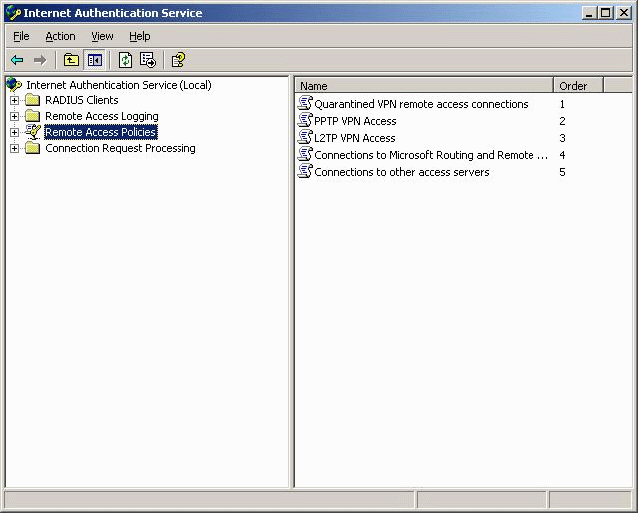 Internet Authentication Service
File Action View Help
Internet Authentication Service (Local)
RADIUS Clients
Remote Access Logging
Remote Access Policies
Connection Request Processing
Name Order
Quarantined VPN remote access connections 1
PPTP VPN Access 2
L2TP VPN Access 3
Connections to Microsoft Routing and Remote ... 4
Connections to other access servers 5